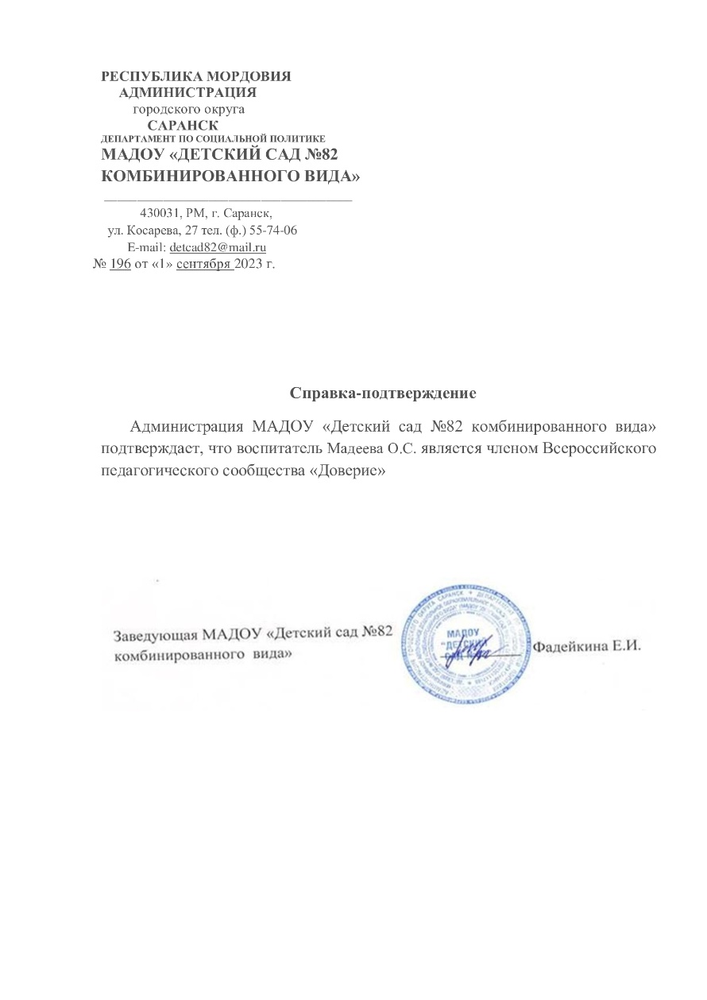 РЕСПУБЛИКА МОРДОВИЯ
АДМИНИСТРАЦИЯ
городского округа
САРАНСК
ДЕПАРТАМЕНТ ПО СОЦИАЛЬНОЙ ПОЛИТИКЕ
МАДОУ «ДЕТСКИЙ САД №82
КОМБИНИРОВАННОГО ВИДА»
430031, РМ, г. Саранск,
ул. Косарева, 27 тел. (ф.) 55-74-06
E-mail: detcad82@mail.ru
№ 196 от «1» сентября 2023 г.
Справка-подтверждение
Администрация МАДОУ «Детский сад №82 комбинированного вида»
подтверждает, что воспитатель Мадеева О.С. является членом Всероссийского
педагогического сообщества «Доверие»
Заведующая МАДОУ «Детский сад №82
комбинированного вида»
Фадейкина Е.И.
МАДОУ
"ДЕТСКИЙ